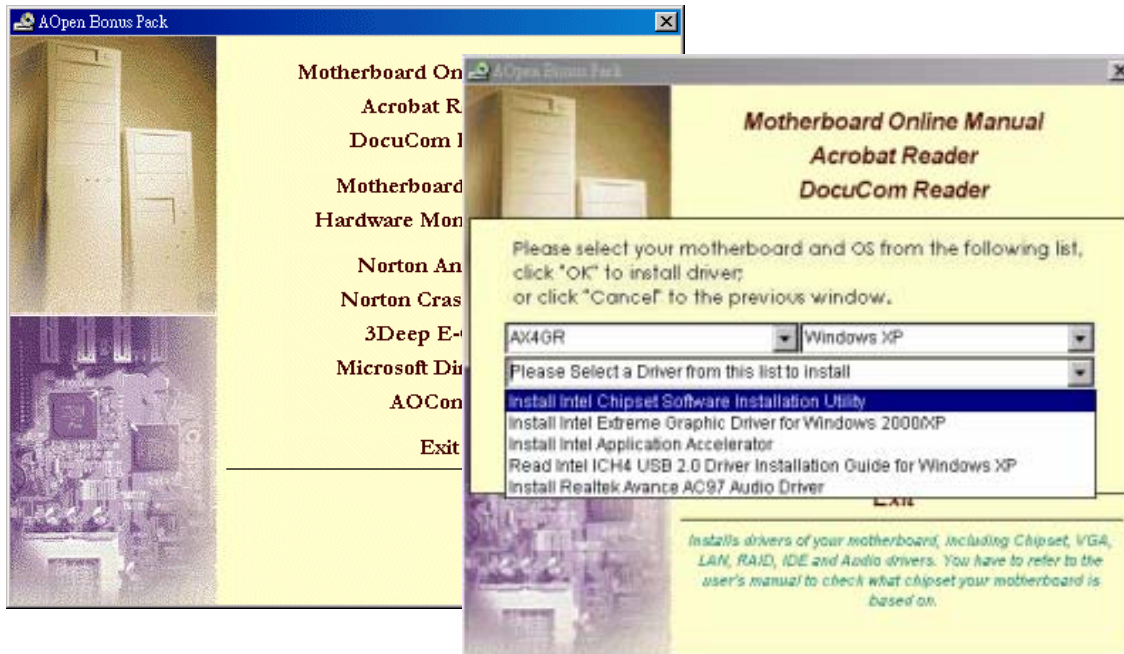 AOpen Bonus Pack
Motherboard On
Acrobat R
DocuCom
Motherboard
Hardware Mon
Norton An
Norton Cras
3Deep E-
Microsoft Di
AOCon
Exit
AOpen Bonus Pack
Motherboard Online Manual
Acrobat Reader
DocuCom Reader
Please select your motherboard and OS from the following list,
click "OK" to install driver;
or click "Cancel" to the previous window.
AX4GR
Windows XP
Please Select a Driver from this list to install
Install Intel Chipset Software Installation Utility
Install Intel Extreme Graphic Driver for Windows 2000/XP
Install Intel Application Accelerator
Read Intel ICH4 USB 2.0 Driver Installation Guide for Windows XP
Install Realtek Avance AC97 Audio Driver
Exit
Installs drivers of your motherboard, including Chipset, VGA,
LAN, RAID, IDE and Audio drivers. You have to refer to the
user's manual to check what chipset your motherboard is
based on.